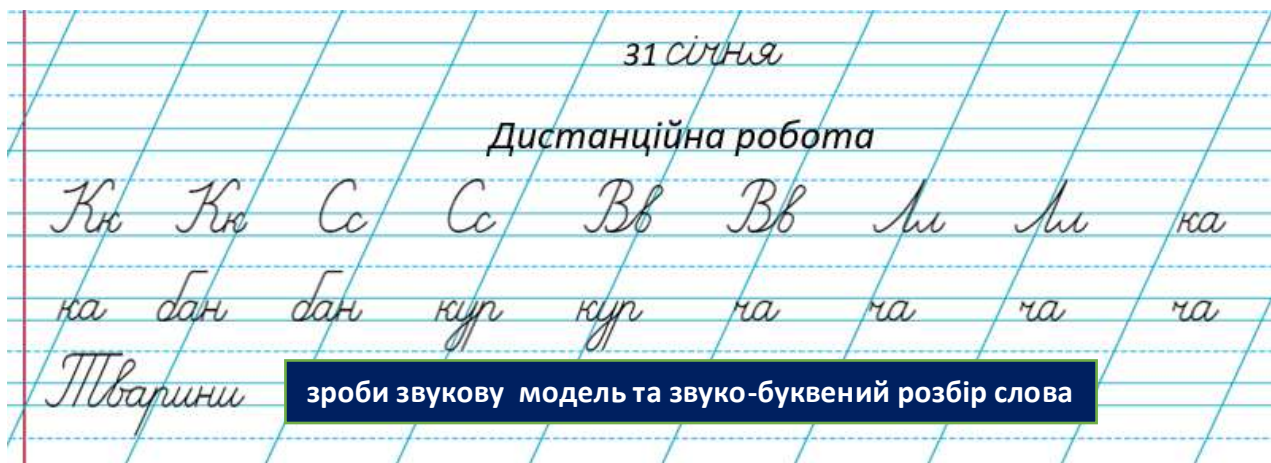 31 січня
Дистанційна робота
Кк Кк Сс Сс Вв Вв Лл Лл ка
ка бан бан кур кур ча ча ча ча
Тварини зроби звукову модель та звуко-буквений розбір слова